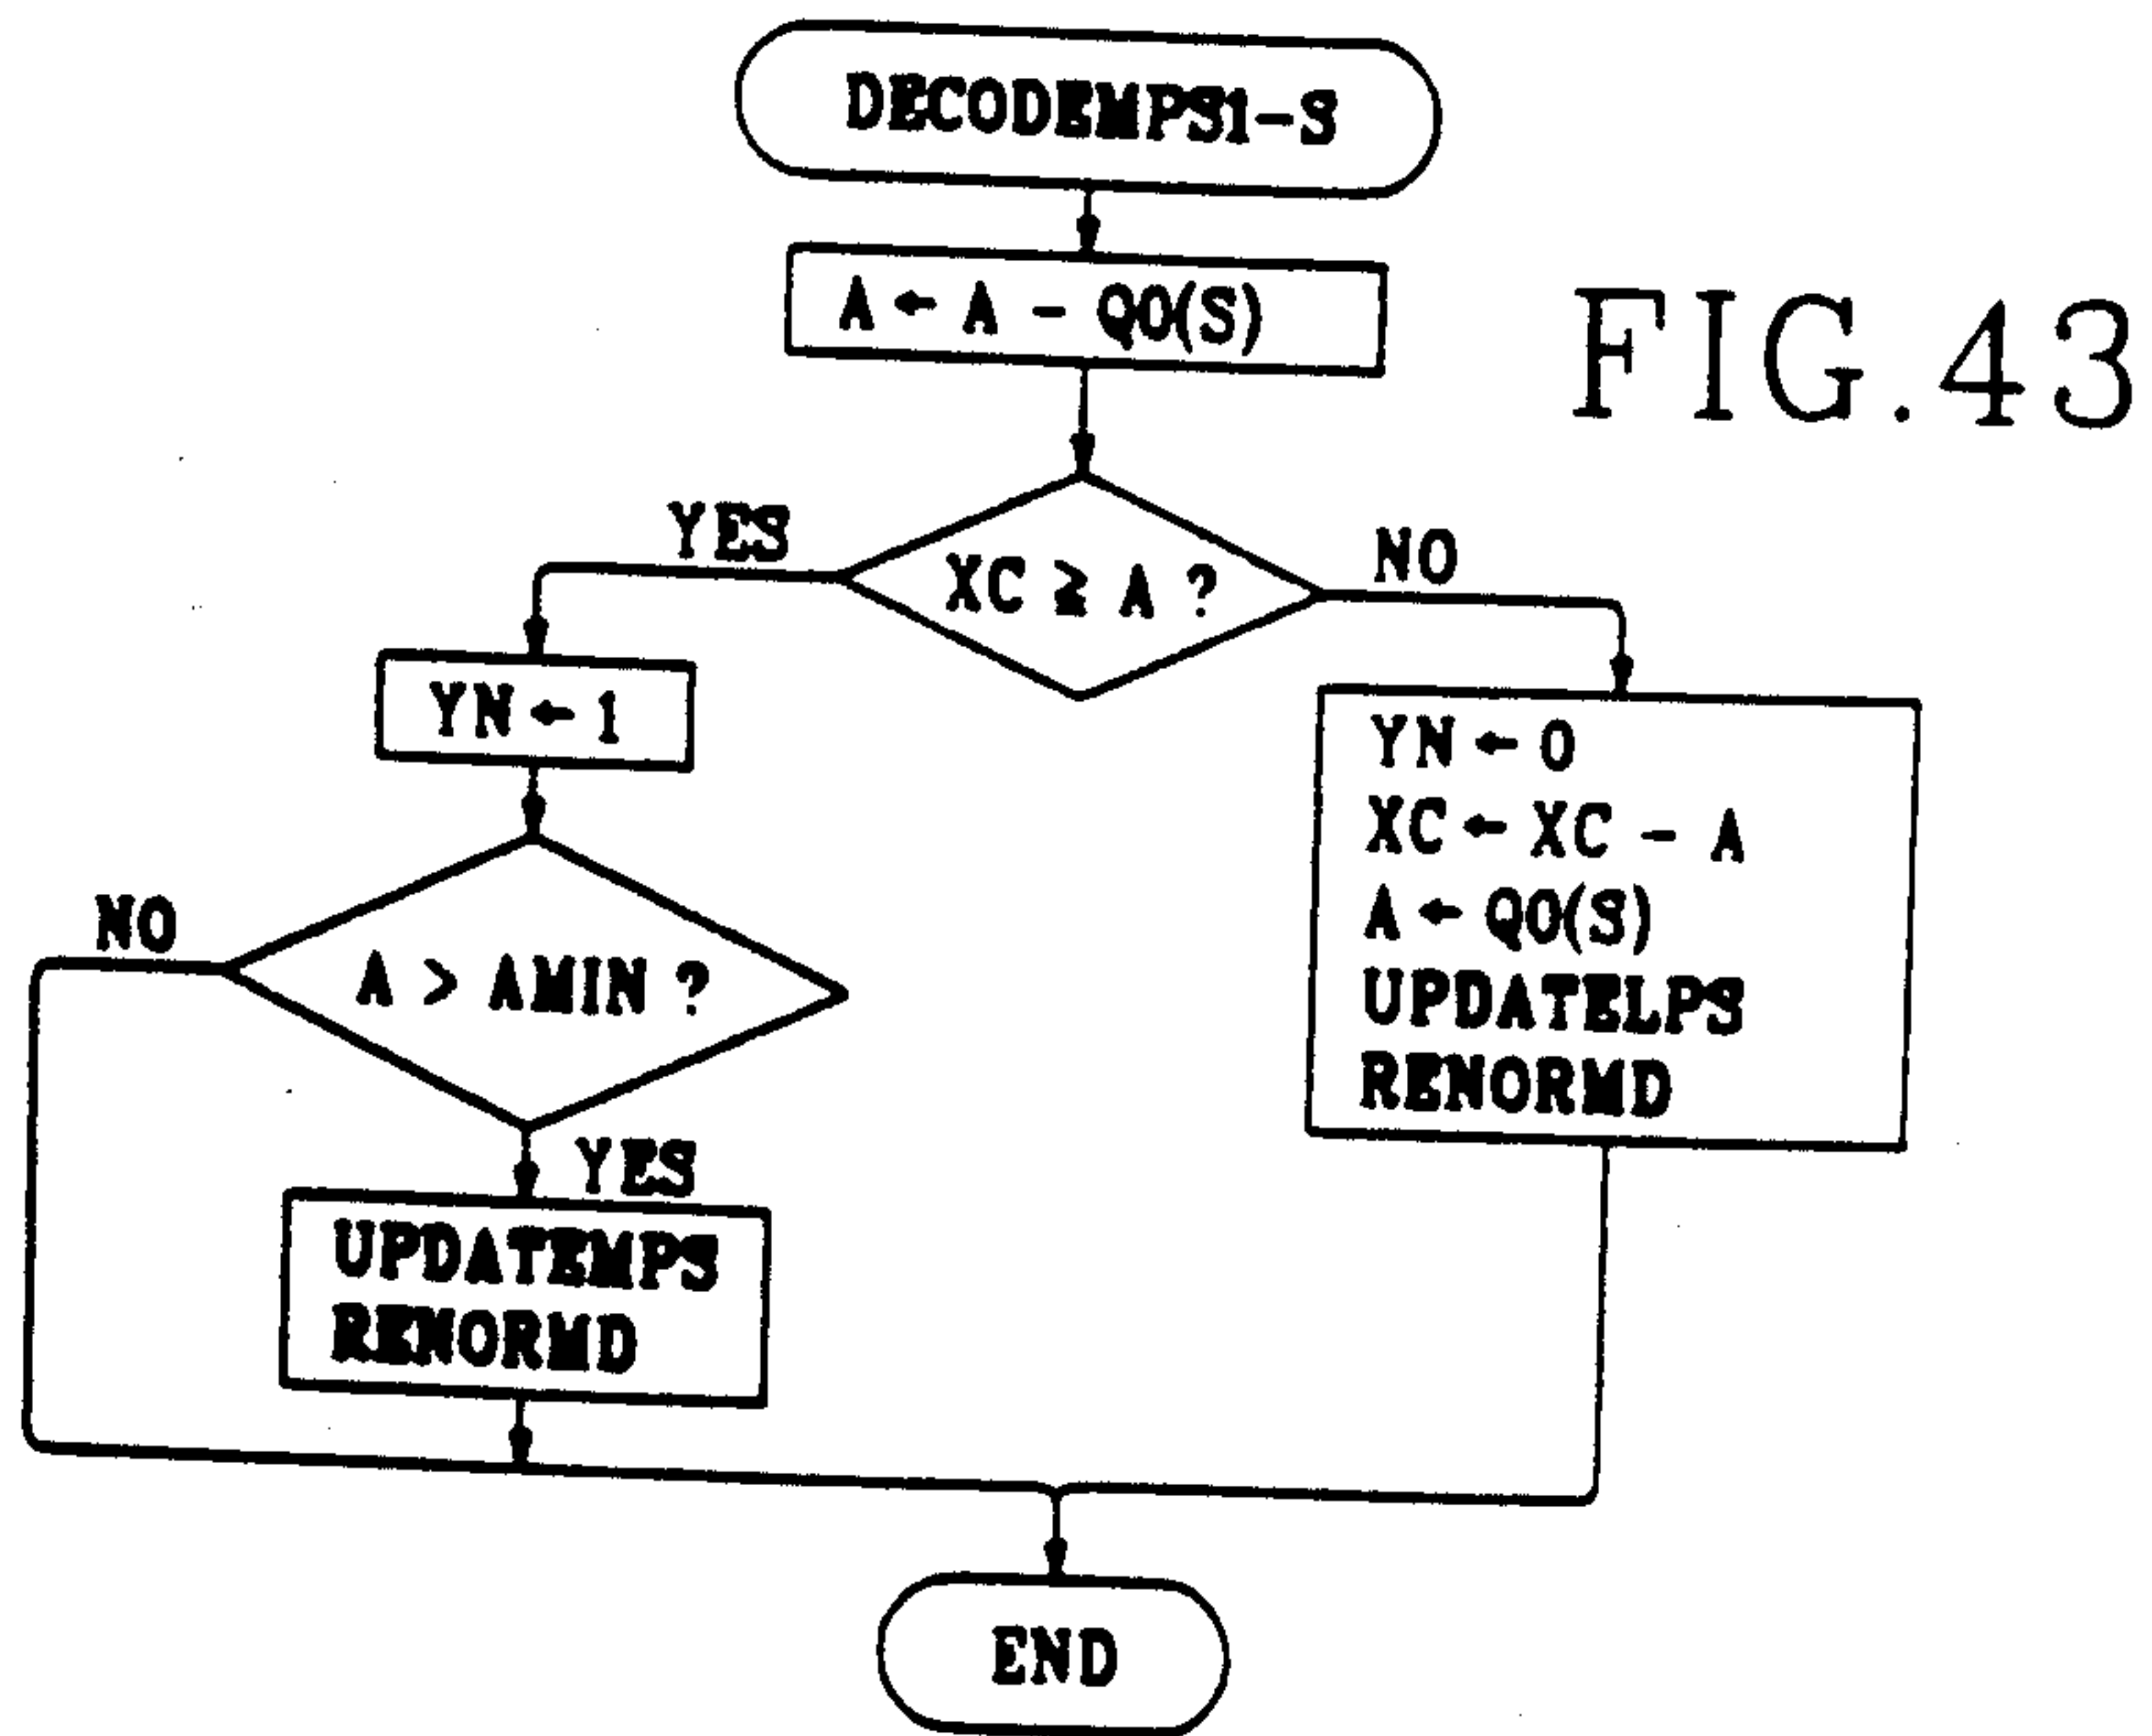 DECODEMPS1-S
A ← A - Q0(S)
FIG.43
YES
XC ≥ A ?
NO
YN ← 1
YN ← 0
XC ← XC - A
A ← Q0(S)
UPDATELPS
RENORMD
NO
A > AMIN ?
YES
UPDATEMPS
RENORMD
END